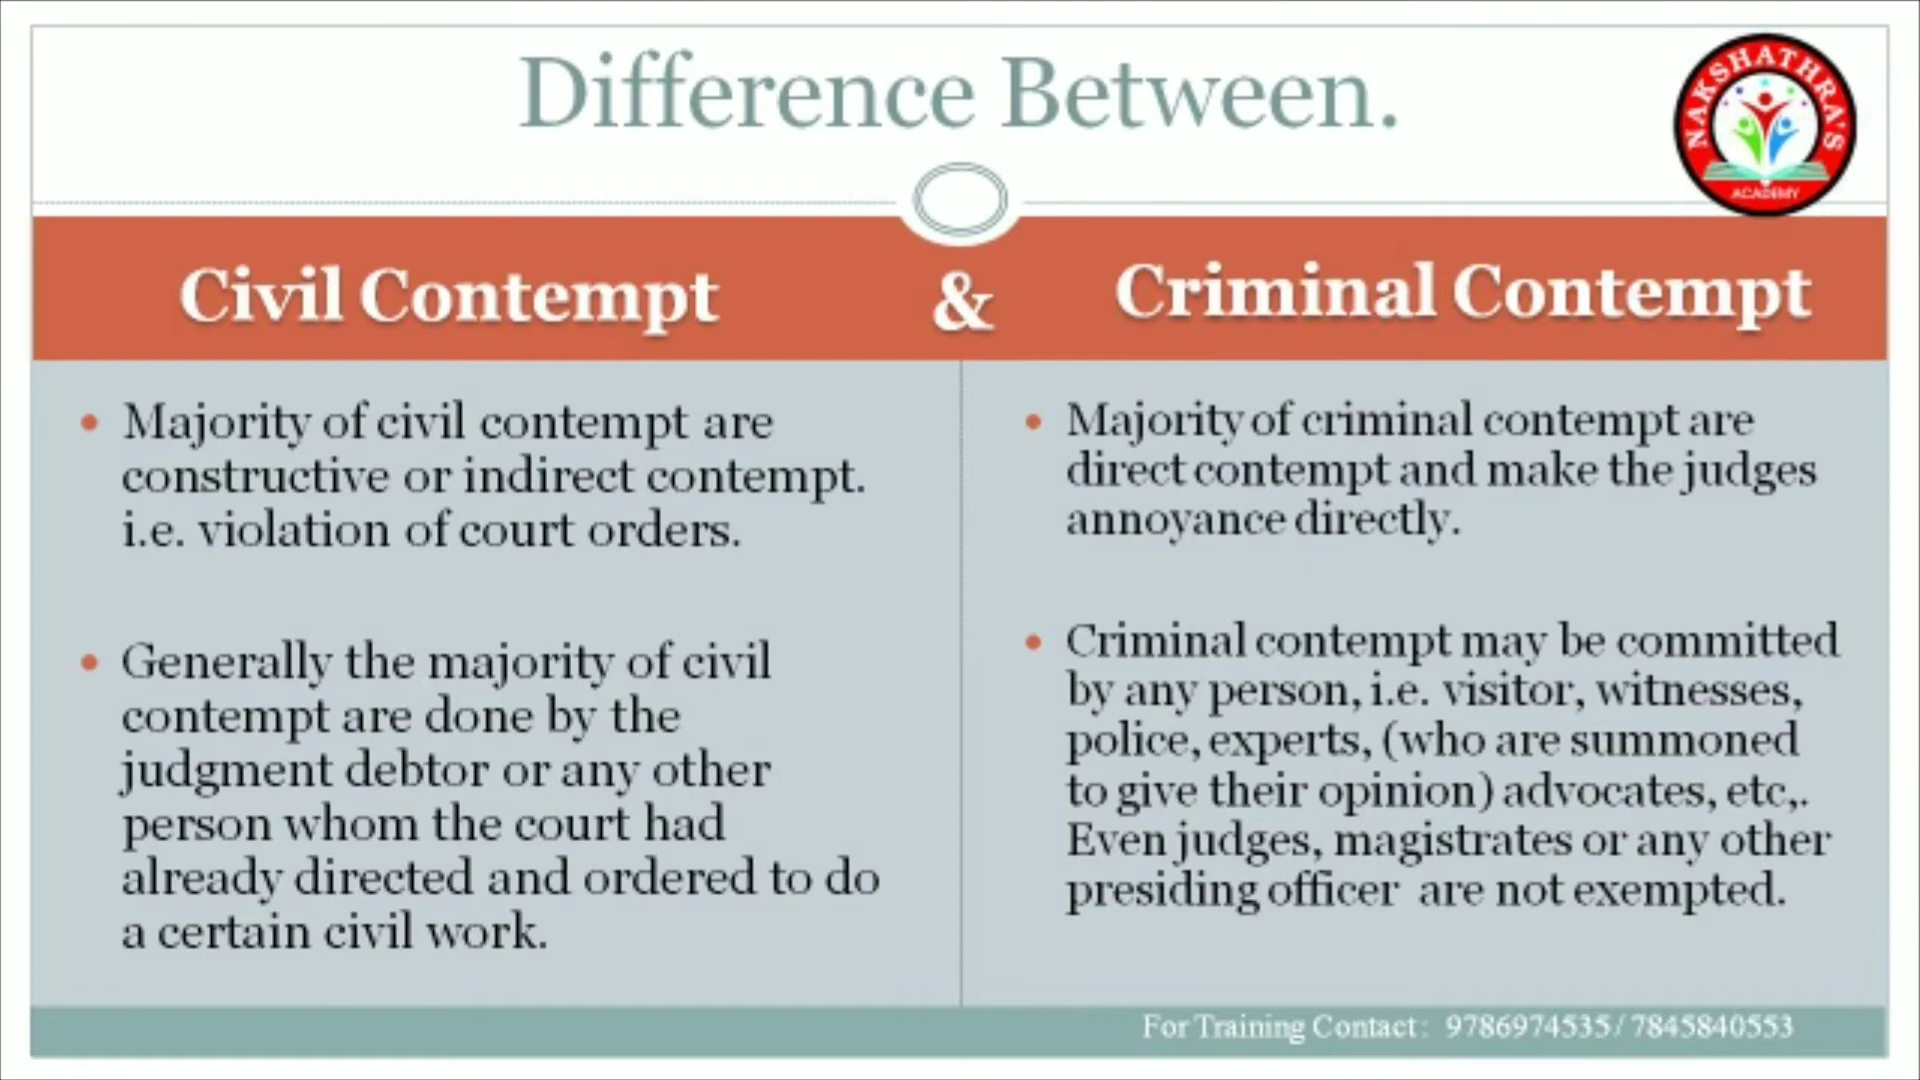 Difference Between.
NAKSHATHRA'S
ACADEMY
Civil Contempt
&
Criminal Contempt
• Majority of civil contempt are
constructive or indirect contempt.
i.e. violation of court orders.
• Generally the majority of civil
contempt are done by the
judgment debtor or any other
person whom the court had
already directed and ordered to do
a certain civil work.
• Majority of criminal contempt are
direct contempt and make the judges
annoyance directly.
• Criminal contempt may be committed
by any person, i.e. visitor, witnesses,
police, experts, (who are summoned
to give their opinion) advocates, etc,.
Even judges, magistrates or any other
presiding officer are not exempted.
For Training Contact : 9786974535 / 7845840553